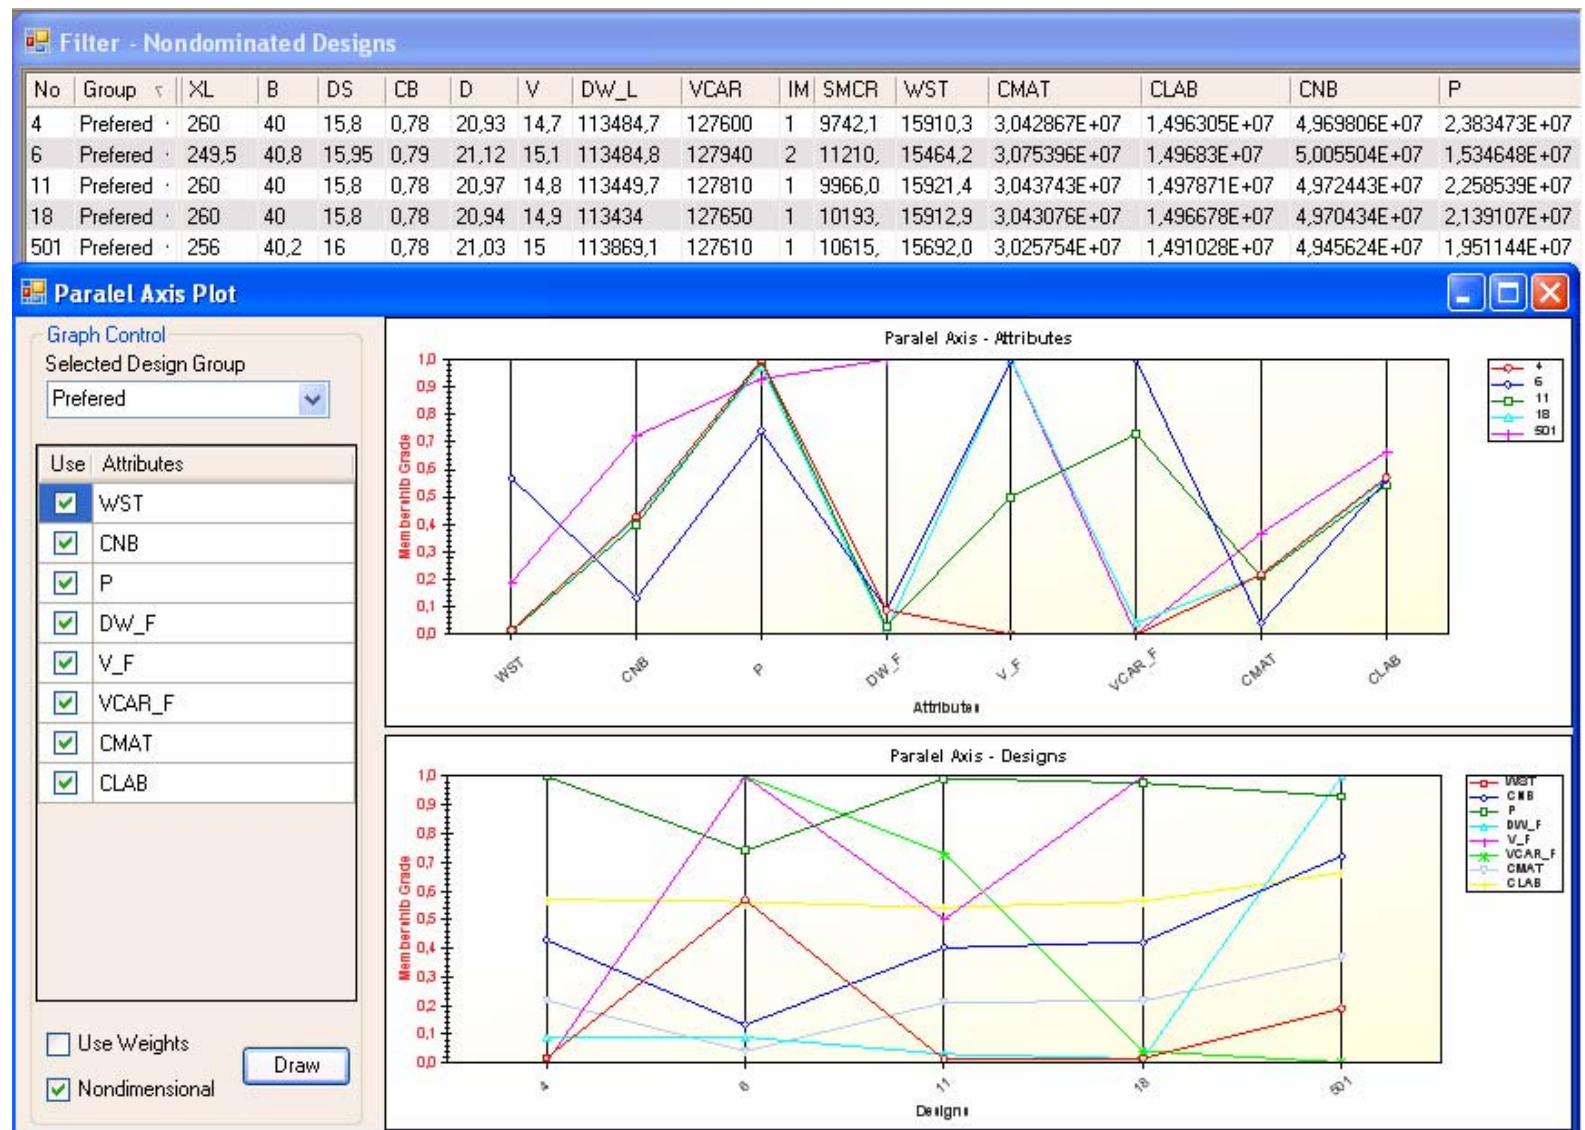 Filter - Nondominated Designs
No Group XL B DS CB D V DW_L VCAR IM SMCR WST CMAT CLAB CNB P
4 Prefered 260 40 15,8 0,78 20,93 14,7 113484,7 127600 1 9742,1 15910,3 3,042867E+07 1,496305E+07 4,969806E+07 2,383473E+07
6 Prefered 249,5 40,8 15,95 0,79 21,12 15,1 113484,8 127940 2 11210, 15464,2 3,075396E+07 1,49683E+07 5,005504E+07 1,534648E+07
11 Prefered 260 40 15,8 0,78 20,97 14,8 113449,7 127810 1 9966,0 15921,4 3,043743E+07 1,497871E+07 4,972443E+07 2,258539E+07
18 Prefered 260 40 15,8 0,78 20,94 14,9 113434 127650 1 10193, 15912,9 3,043076E+07 1,496678E+07 4,970434E+07 2,139107E+07
501 Prefered 256 40,2 16 0,78 21,03 15 113869,1 127610 1 10615, 15692,0 3,025754E+07 1,491028E+07 4,945624E+07 1,951144E+07
Paralel Axis Plot
Graph Control
Selected Design Group
Prefered
Use Attributes
WST
CNB
P
DW_F
V_F
VCAR_F
CMAT
CLAB
Use Weights
Nondimensional
Draw
Paralel Axis - Attributes
Membership Grade
1,0
0,9
0,8
0,7
0,6
0,5
0,4
0,3
0,2
0,1
0,0
WST CNB P DW_F V_F VCAR_F CMAT CLAB
Attributes
4
6
11
18
501
Paralel Axis - Designs
Membership Grade
1,0
0,9
0,8
0,7
0,6
0,5
0,4
0,3
0,2
0,1
0,0
4 6 11 18 501
Designs
WST
CNB
P
DW_F
V_F
VCAR_F
CMAT
CLAB